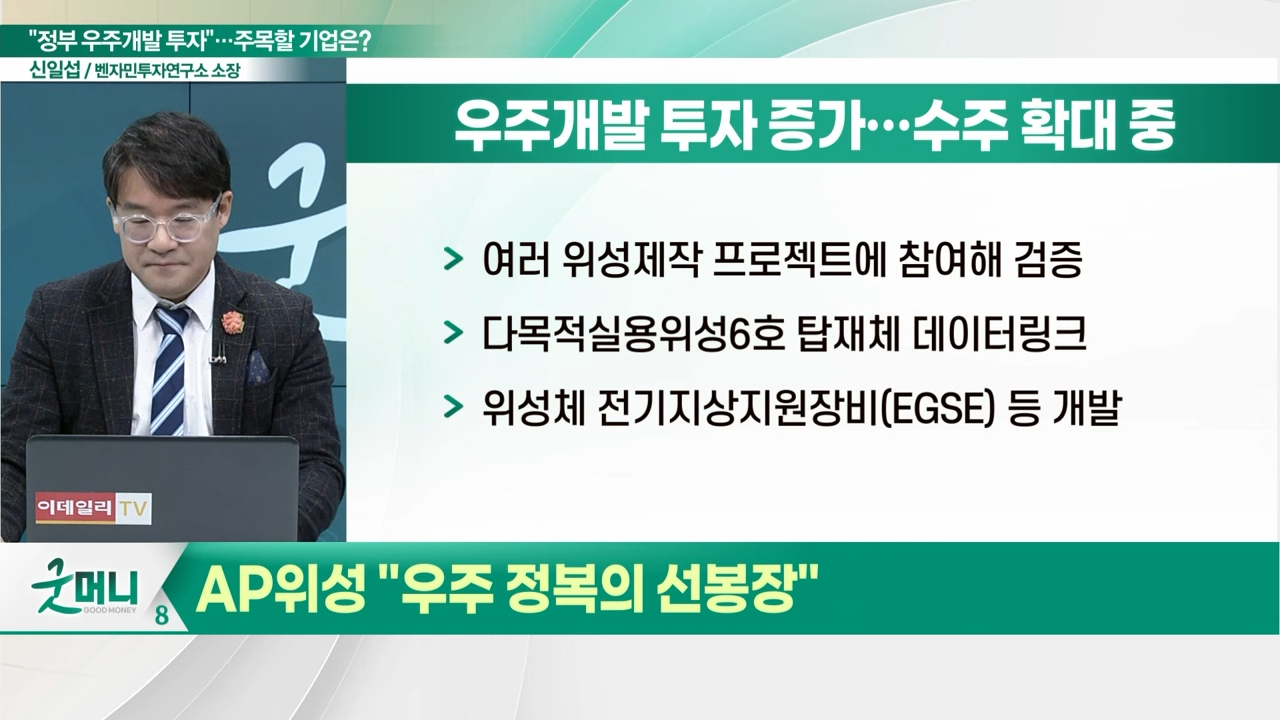 "정부 우주개발 투자"…주목할 기업은?
신일섭 / 벤자민투자연구소 소장
우주개발 투자 증가…수주 확대 중
> 여러 위성제작 프로젝트에 참여해 검증
> 다목적실용위성6호 탑재체 데이터링크
> 위성체 전기지상지원장비(EGSE) 등 개발
이데일리 TV
굿머니
GOOD MONEY
8
AP위성 "우주 정복의 선봉장"